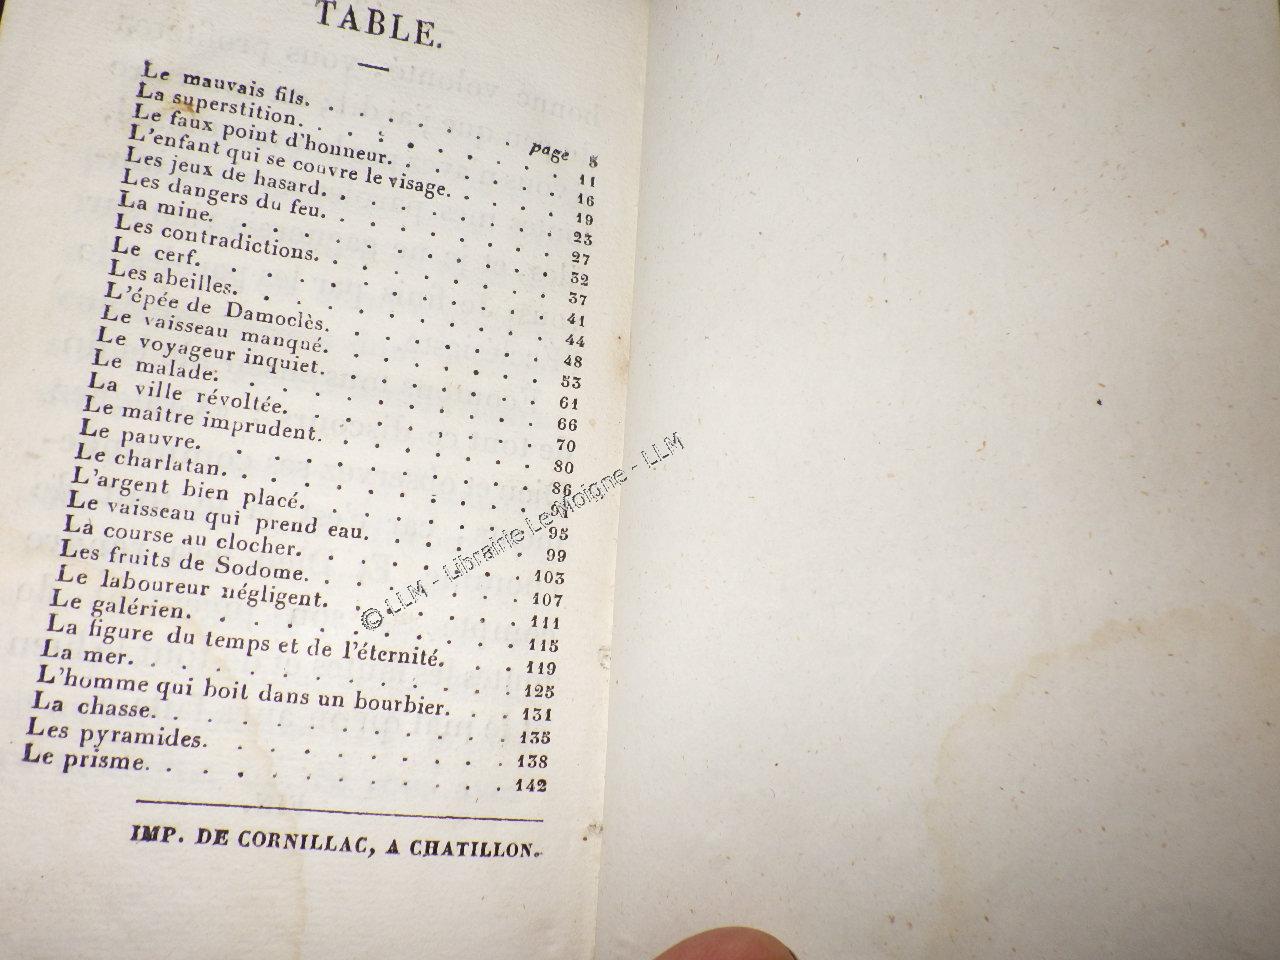 TABLE.
Le mauvais fils. . . . . . . page 5
La superstition. . . . . . . . . 11
Le faux point d'honneur. . . . . . 16
L'enfant qui se couvre le visage. . . . 19
Les jeux de hasard. . . . . . . . 23
Les dangers du feu. . . . . . . . 27
La mine. . . . . . . . . . . 32
Les contradictions. . . . . . . . 37
Le cerf. . . . . . . . . . . 41
Les abeilles. . . . . . . . . . 44
L'épée de Damoclès. . . . . . . . 48
Le vaisseau manqué. . . . . . . . 53
Le voyageur inquiet. . . . . . . . 61
Le malade. . . . . . . . . . . 66
La ville révoltée. . . . . . . . . 70
Le maître imprudent. . . . . . . . 80
Le pauvre. . . . . . . . . . . 86
Le charlatan. . . . . . . . . .
L'argent bien placé. . . . . . . . 95
Le vaisseau qui prend eau. . . . . . 99
La course au clocher. . . . . . . . 103
Les fruits de Sodome. . . . . . . . 107
Le laboureur négligent. . . . . . . 111
Le galérien. . . . . . . . . . 115
La figure du temps et de l'éternité. . . 119
La mer. . . . . . . . . . . . 125
L'homme qui boit dans un bourbier. . . 131
La chasse. . . . . . . . . . . 135
Les pyramides. . . . . . . . . . 138
Le prisme. . . . . . . . . . . 142
IMP. DE CORNILLAC, A CHATILLON.
© LLM - Librairie Le Moigne - LLM